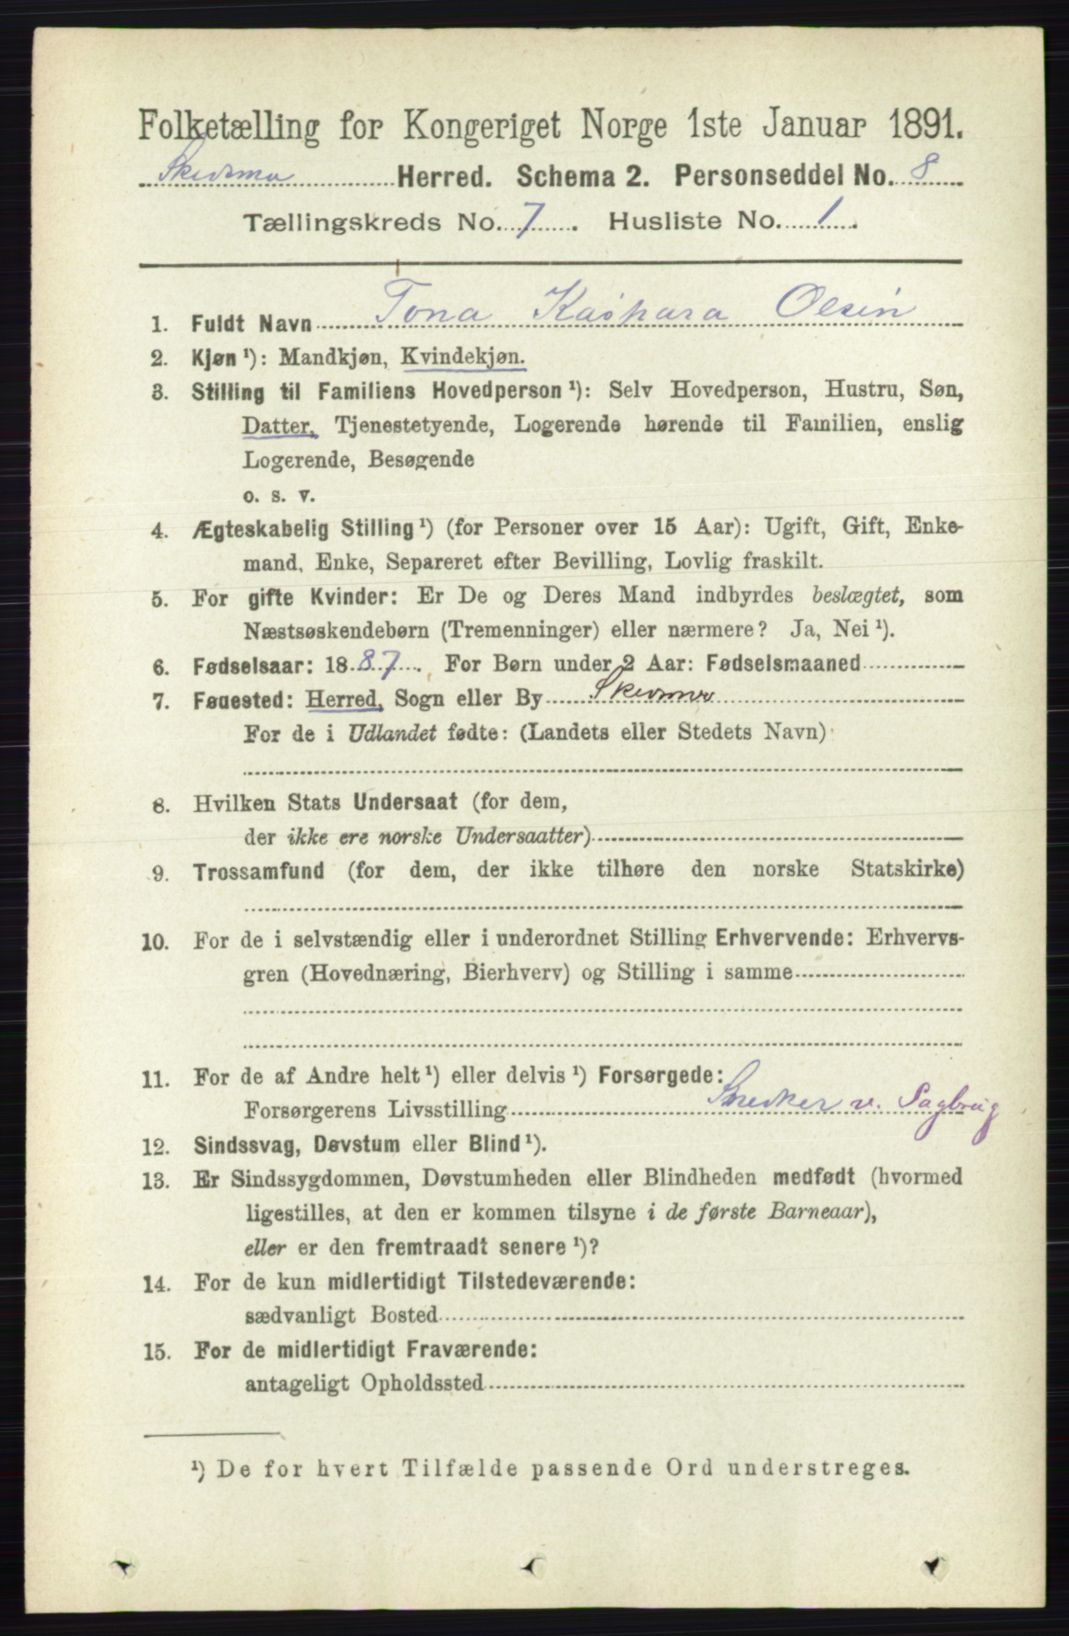 Folketælling for Kongeriget Norge 1ste Januar 1891.
Skedsmo Herred. Schema 2. Personseddel No. 8
Tællingskreds No. 7. Husliste No. 1.
1. Fuldt Navn Tona Kaspara Olsen
2. Kjøn ¹): Mandkjøn, Kvindekjøn.
3. Stilling til Familiens Hovedperson ¹): Selv Hovedperson, Hustru, Søn,
Datter, Tjenestetyende, Logerende hørende til Familien, enslig
Logerende, Besøgende
o. s. v.
4. Ægteskabelig Stilling ¹) (for Personer over 15 Aar): Ugift, Gift, Enke-
mand, Enke, Separeret efter Bevilling, Lovlig fraskilt.
5. For gifte Kvinder: Er De og Deres Mand indbyrdes beslægtet, som
Næstsøskendebørn (Tremenninger) eller nærmere? Ja, Nei ¹).
6. Fødselsaar: 1887. For Børn under 2 Aar: Fødselsmaaned
7. Fødested: Herred, Sogn eller By Skedsmo
For de i Udlandet fødte: (Landets eller Stedets Navn)
8. Hvilken Stats Undersaat (for dem,
der ikke ere norske Undersaatter)
9. Trossamfund (for dem, der ikke tilhøre den norske Statskirke)
10. For de i selvstændig eller i underordnet Stilling Erhvervende: Erhvervs-
gren (Hovednæring, Bierhverv) og Stilling i samme
11. For de af Andre helt ¹) eller delvis ¹) Forsørgede:
Forsørgerens Livsstilling Snedker v. Sagbrug
12. Sindssvag, Døvstum eller Blind ¹).
13. Er Sindssygdommen, Døvstumheden eller Blindheden medfødt (hvormed
ligestilles, at den er kommen tilsyne i de første Barneaar),
eller er den fremtraadt senere ¹)?
14. For de kun midlertidigt Tilstedeværende:
sædvanligt Bosted
15. For de midlertidigt Fraværende:
antageligt Opholdssted
¹) De for hvert Tilfælde passende Ord understreges.